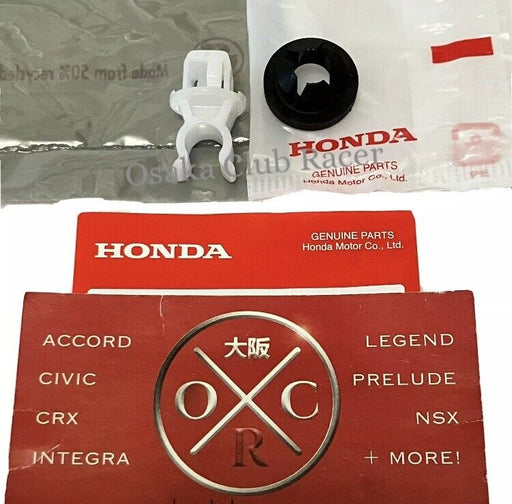 Made from 50% recycled
HONDA
GENUINE PARTS
Honda Motor Co., Ltd.
PE
Osaka Club Racer
HONDA
GENUINE PARTS
Honda Motor Co., Ltd.
大阪
ACCORD
LEGEND
CIVIC
PRELUDE
CRX
NSX
INTEGRA
+ MORE!
O
C
R